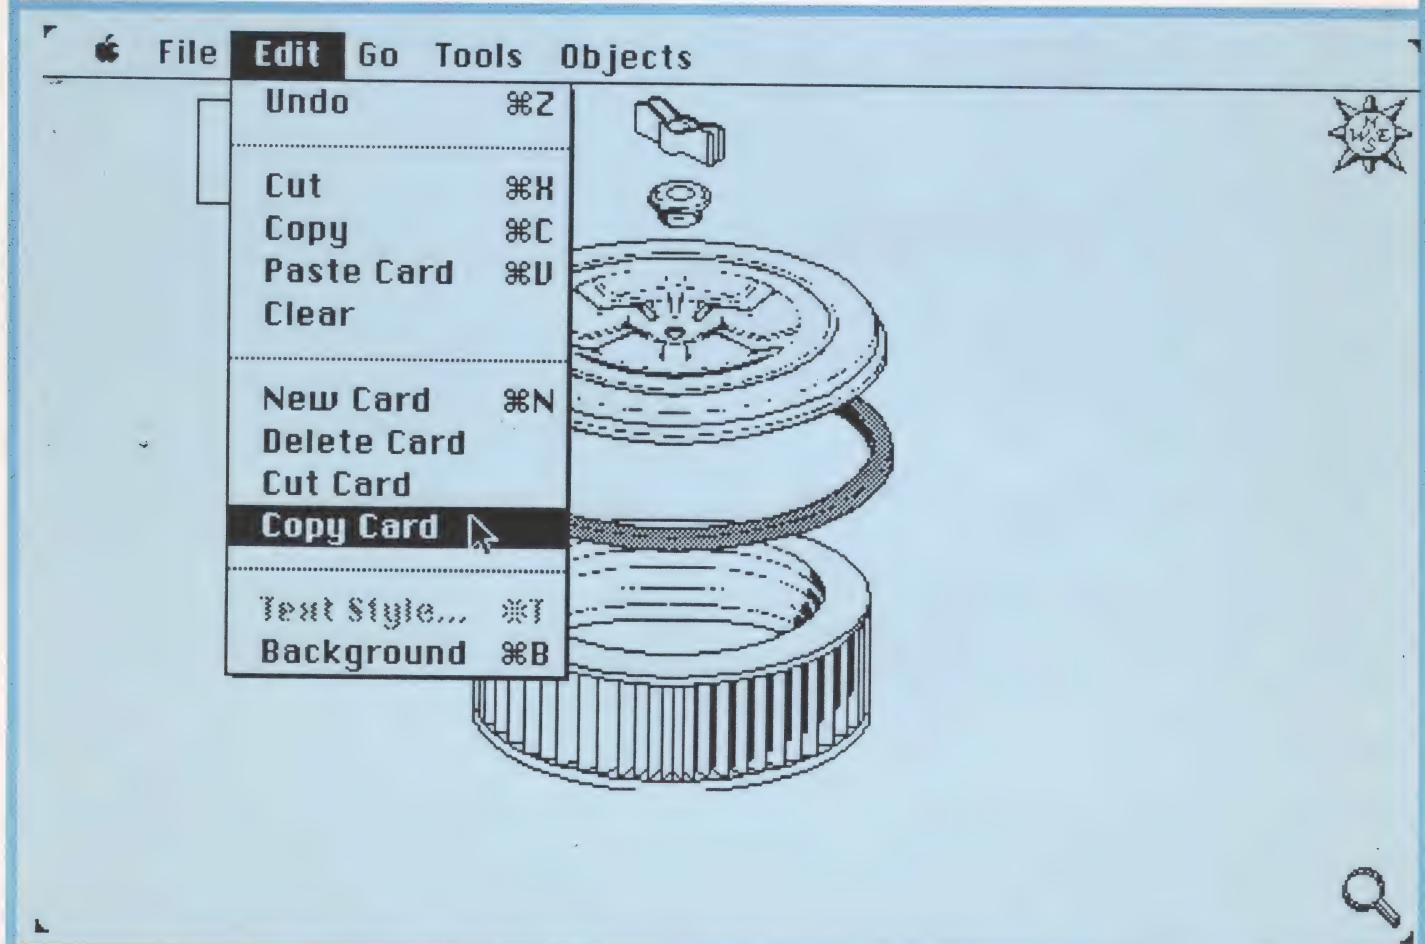 File Edit Go Tools Objects
Undo ⌘Z
Cut ⌘X
Copy ⌘C
Paste Card ⌘V
Clear
New Card ⌘N
Delete Card
Cut Card
Copy Card
Text Style... ⌘T
Background ⌘B
N
W E
S